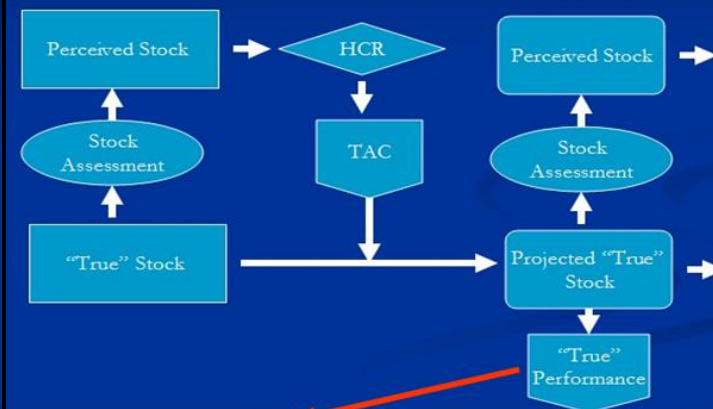 Perceived Stock
HCR
Perceived Stock
Stock
Assessment
TAC
Stock
Assessment
“True” Stock
Projected “True”
Stock
“True”
Performance